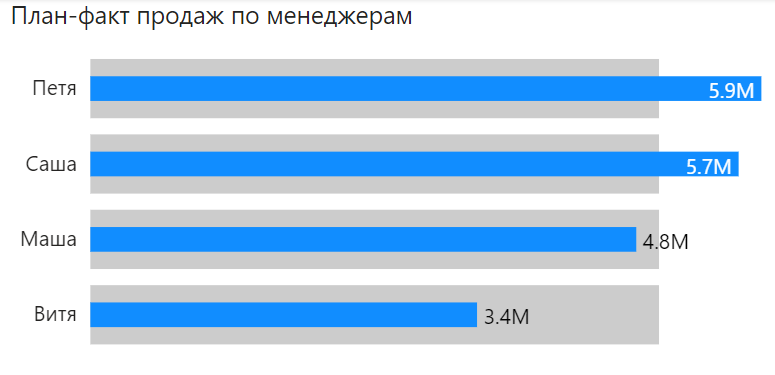 План-факт продаж по менеджерам
Петя 5.9M
Саша 5.7M
Маша 4.8M
Витя 3.4M